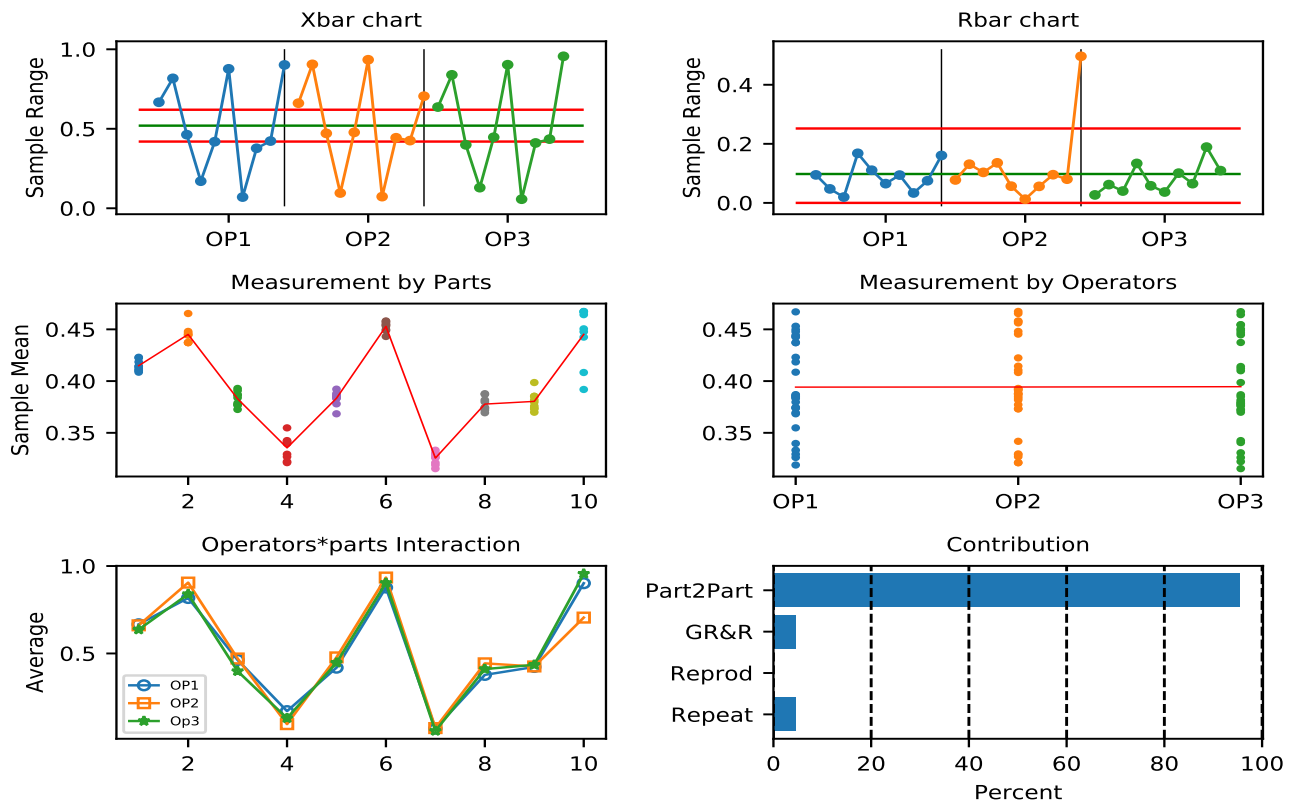 Xbar chart
Sample Range
1.0
0.5
0.0
OP1 OP2 OP3
Rbar chart
Sample Range
0.4
0.2
0.0
OP1 OP2 OP3
Measurement by Parts
Sample Mean
0.45
0.40
0.35
2 4 6 8 10
Measurement by Operators
0.45
0.40
0.35
OP1 OP2 OP3
Operators*parts Interaction
Average
1.0
0.5
OP1
OP2
Op3
2 4 6 8 10
Contribution
Part2Part
GR&R
Reprod
Repeat
0 20 40 60 80 100
Percent